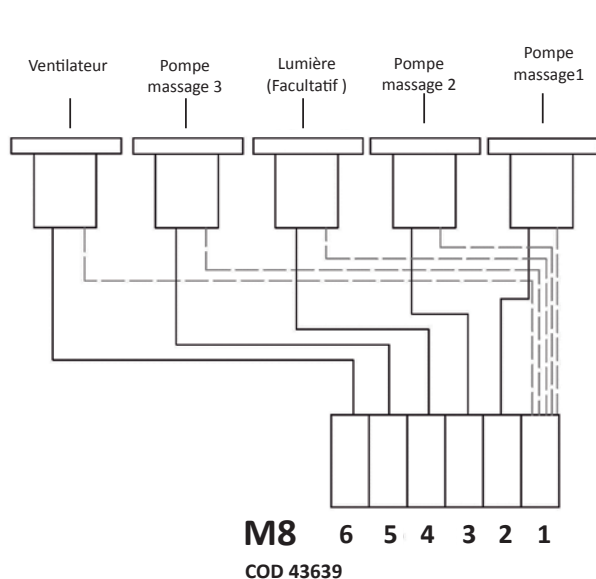 Ventilateur
Pompe
massage 3
Lumière
(Facultatif )
Pompe
massage 2
Pompe
massage1
M8 6 5 4 3 2 1
COD 43639